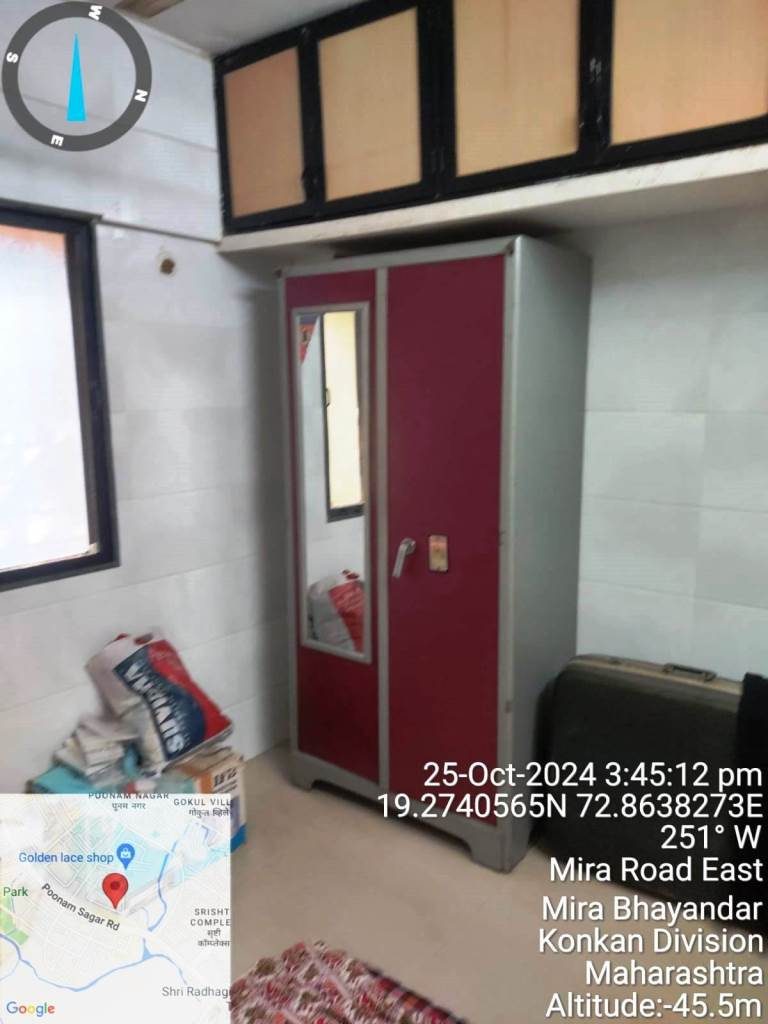 W
S
N
E
25-Oct-2024 3:45:12 pm
19.2740565N 72.8638273E
251° W
Mira Road East
Mira Bhayandar
Konkan Division
Maharashtra
Altitude:-45.5m
POONAM NAGAR
पुनम नगर
GOKUL VILL
Golden lace shop
Park
Poonam Sagar Rd
SRISHT
COMPLE
सृष्टी
कॉम्प्लेक्स
Shri Radhag
Google